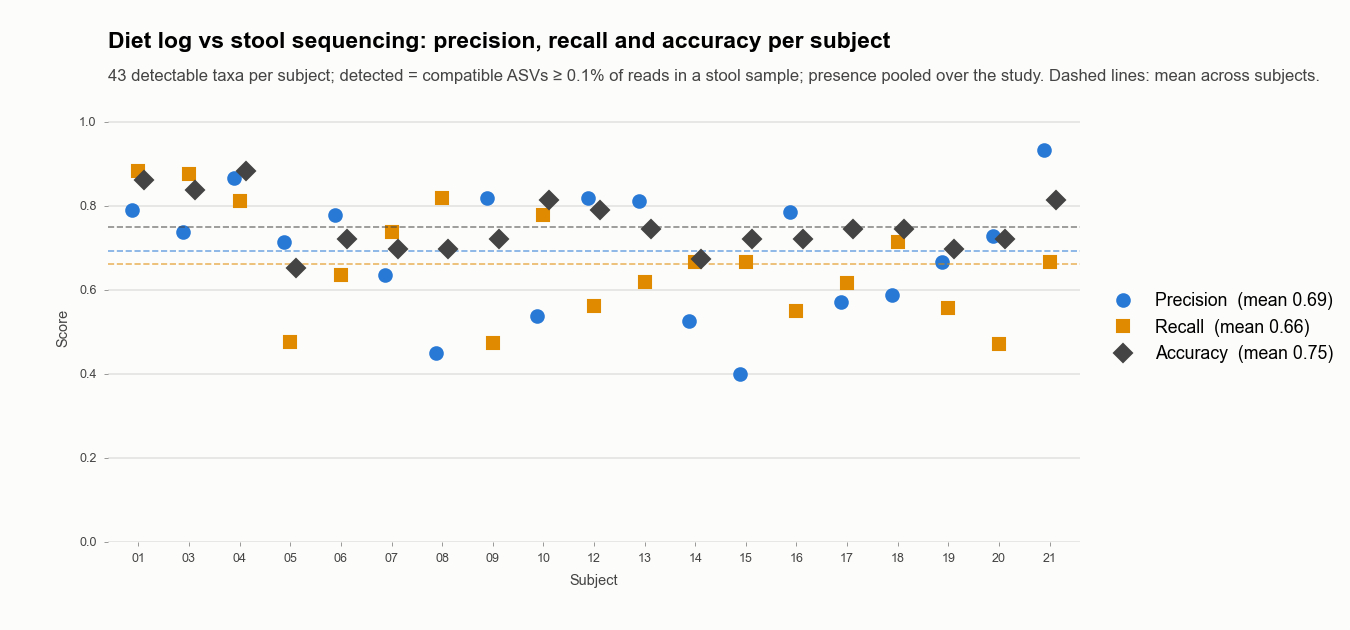 Diet log vs stool sequencing: precision, recall and accuracy per subject
43 detectable taxa per subject; detected = compatible ASVs ≥ 0.1% of reads in a stool sample; presence pooled over the study. Dashed lines: mean across subjects.
1.0
0.8
0.6
0.4
0.2
0.0
Score
01 03 04 05 06 07 08 09 10 12 13 14 15 16 17 18 19 20 21
Subject
Precision (mean 0.69)
Recall (mean 0.66)
Accuracy (mean 0.75)